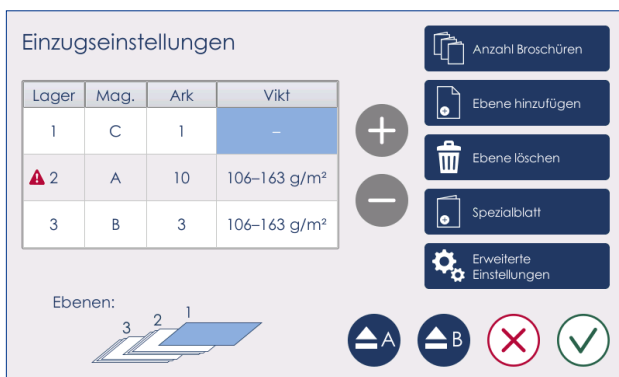 Einzugseinstellungen
Lager Mag. Ark Vikt
1 C 1 –
2 A 10 106–163 g/m²
3 B 3 106–163 g/m²
Ebenen:
3 2 1
Anzahl Broschüren
Ebene hinzufügen
Ebene löschen
Spezialblatt
Erweiterte
Einstellungen
A B